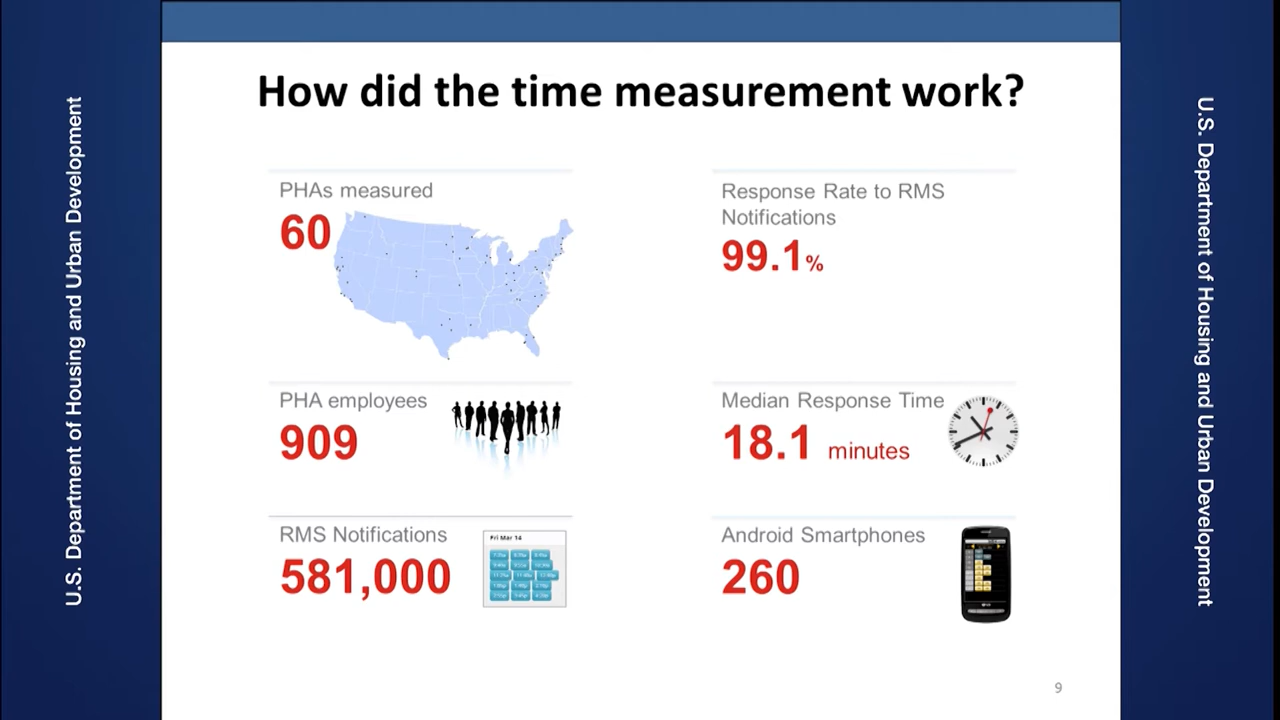 U.S. Department of Housing and Urban Development
How did the time measurement work?
PHAs measured
60
Response Rate to RMS
Notifications
99.1%
PHA employees
909
Median Response Time
18.1 minutes
RMS Notifications
581,000
Fri Mar 14
Android Smartphones
260
9
U.S. Department of Housing and Urban Development